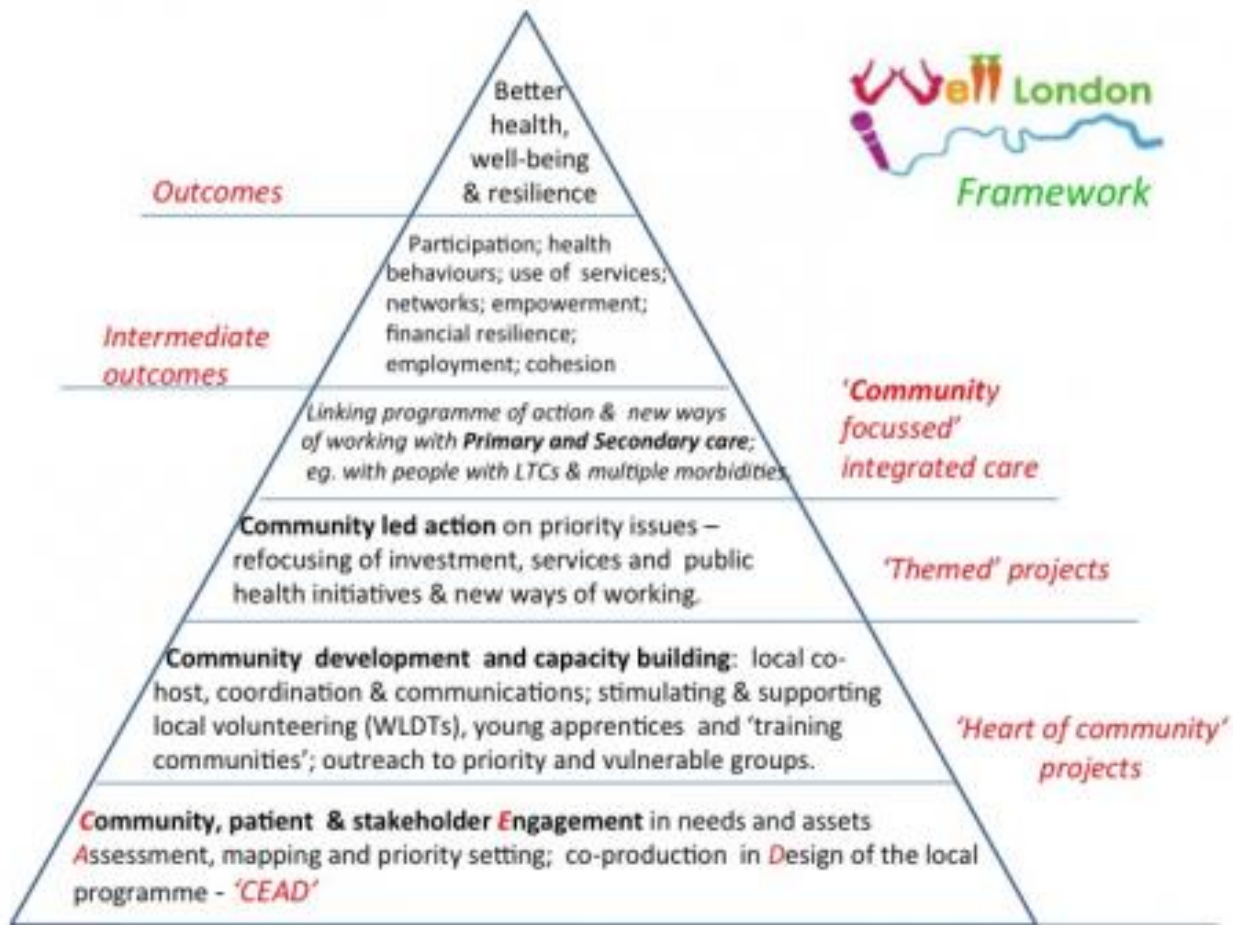 Better
health,
well-being
& resilience
Well London
Framework
Outcomes
Participation; health
behaviours; use of services;
networks; empowerment;
financial resilience;
employment; cohesion
Intermediate
outcomes
Linking programme of action & new ways
of working with Primary and Secondary care;
eg. with people with LTCs & multiple morbidities.
'Community
focussed'
integrated care
Community led action on priority issues –
refocusing of investment, services and public
health initiatives & new ways of working.
'Themed' projects
Community development and capacity building: local co-
host, coordination & communications; stimulating & supporting
local volunteering (WLDTs), young apprentices and 'training
communities'; outreach to priority and vulnerable groups.
'Heart of community'
projects
Community, patient & stakeholder Engagement in needs and assets
Assessment, mapping and priority setting; co-production in Design of the local
programme - 'CEAD'